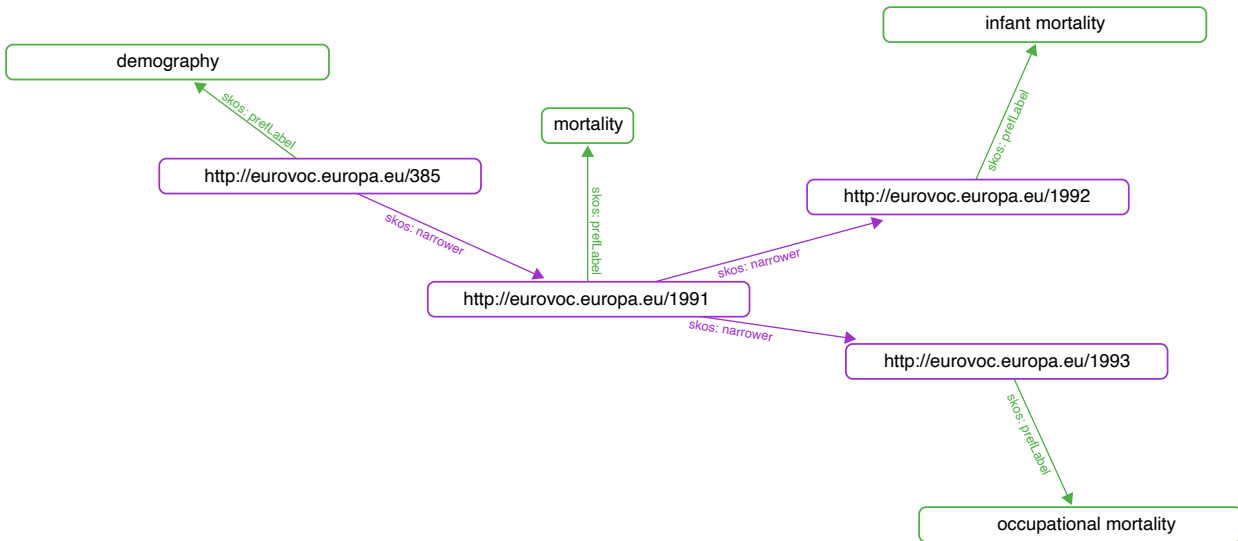 infant mortality
demography
skos: prefLabel
mortality
skos: prefLabel
http://eurovoc.europa.eu/385
http://eurovoc.europa.eu/1992
skos: narrower
skos: prefLabel
skos: narrower
http://eurovoc.europa.eu/1991
skos: narrower
http://eurovoc.europa.eu/1993
skos: prefLabel
occupational mortality